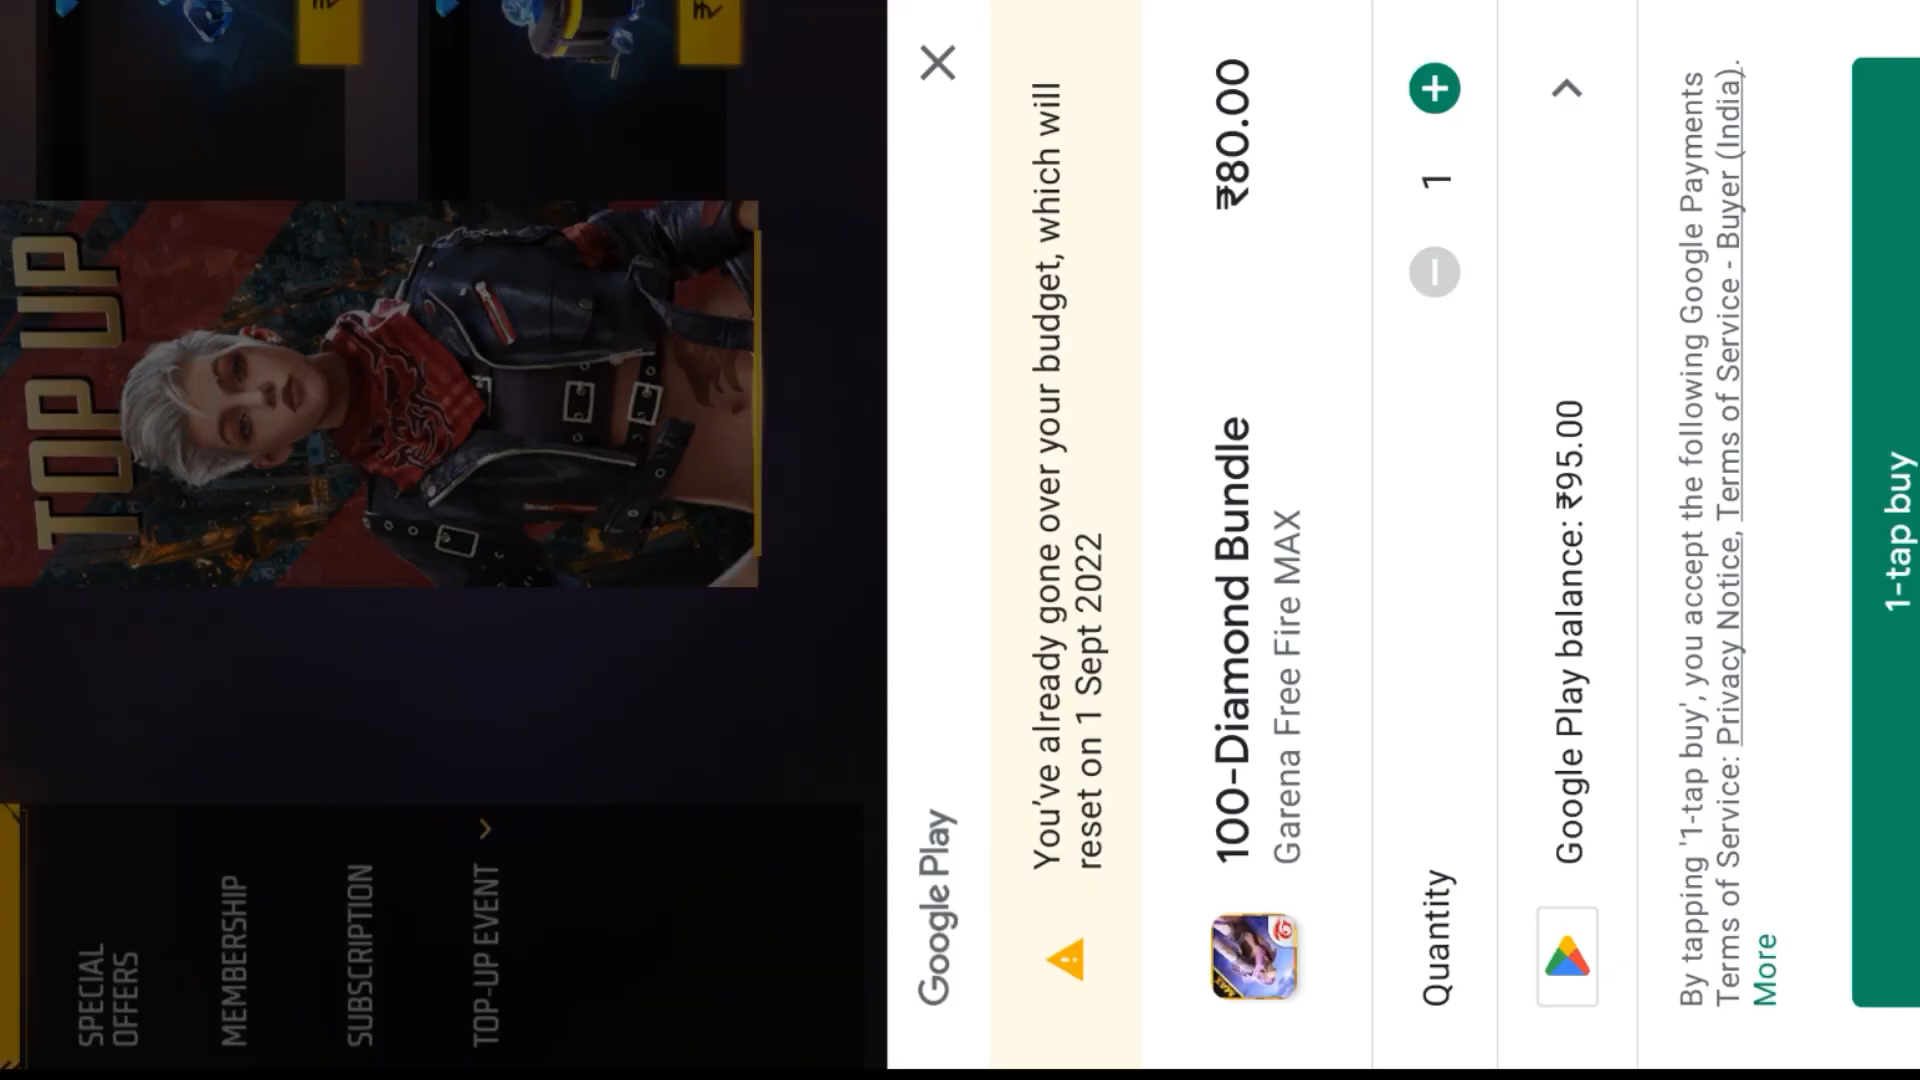 TOP UP
₹
₹
SPECIAL
OFFERS
MEMBERSHIP
SUBSCRIPTION
TOP-UP EVENT
Google Play
You've already gone over your budget, which will
reset on 1 Sept 2022
100-Diamond Bundle
₹80.00
Garena Free Fire MAX
MAX
Quantity
1
Google Play balance: ₹95.00
By tapping '1-tap buy', you accept the following Google Payments
Terms of Service: Privacy Notice, Terms of Service - Buyer (India).
More
1-tap buy